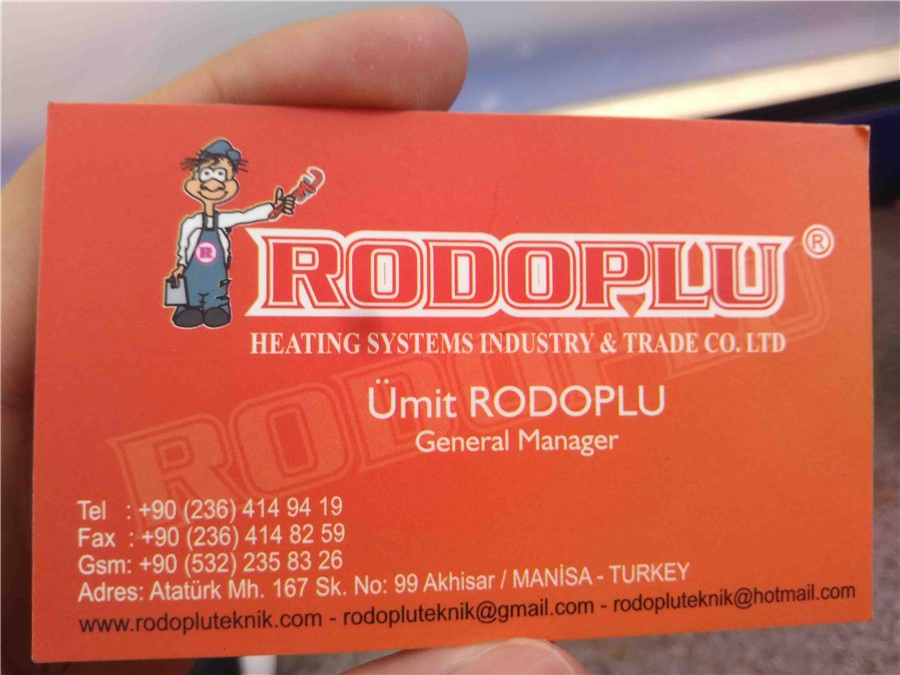 RODOPLU ®
HEATING SYSTEMS INDUSTRY & TRADE CO. LTD
RODOPLU
Ümit RODOPLU
General Manager
Tel : +90 (236) 414 94 19
Fax : +90 (236) 414 82 59
Gsm: +90 (532) 235 83 26
Adres: Atatürk Mh. 167 Sk. No: 99 Akhisar / MANİSA - TURKEY
www.rodopluteknik.com - rodopluteknik@gmail.com - rodopluteknik@hotmail.com
R